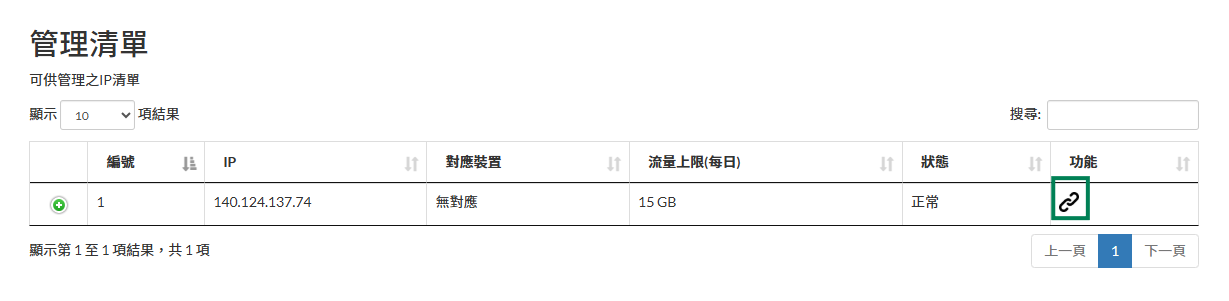 管理清單
可供管理之IP清單
顯示 10 項結果 搜尋:
編號 IP 對應裝置 流量上限(每日) 狀態 功能
1 140.124.137.74 無對應 15 GB 正常
顯示第 1 至 1 項結果，共 1 項 上一頁 1 下一頁